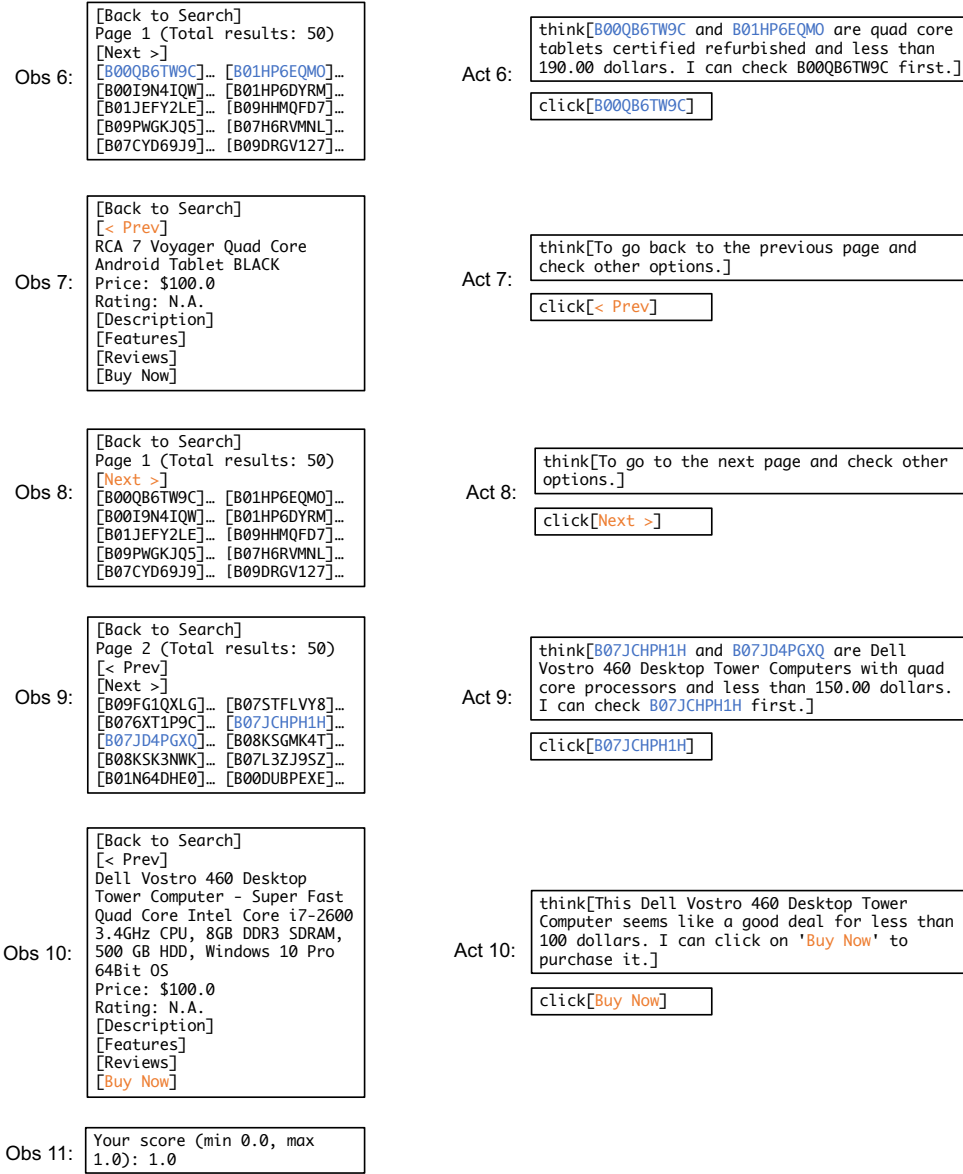 Obs 6:
[Back to Search]
Page 1 (Total results: 50)
[Next >]
[B00QB6TW9C]… [B01HP6EQMO]…
[B00I9N4IQW]… [B01HP6DYRM]…
[B01JEFY2LE]… [B09HHMQFD7]…
[B09PWGKJQ5]… [B07H6RVMNL]…
[B07CYD69J9]… [B09DRGV127]…
Act 6:
think[B00QB6TW9C and B01HP6EQMO are quad core
tablets certified refurbished and less than
190.00 dollars. I can check B00QB6TW9C first.]
click[B00QB6TW9C]
Obs 7:
[Back to Search]
[< Prev]
RCA 7 Voyager Quad Core
Android Tablet BLACK
Price: $100.0
Rating: N.A.
[Description]
[Features]
[Reviews]
[Buy Now]
Act 7:
think[To go back to the previous page and
check other options.]
click[< Prev]
Obs 8:
[Back to Search]
Page 1 (Total results: 50)
[Next >]
[B00QB6TW9C]… [B01HP6EQMO]…
[B00I9N4IQW]… [B01HP6DYRM]…
[B01JEFY2LE]… [B09HHMQFD7]…
[B09PWGKJQ5]… [B07H6RVMNL]…
[B07CYD69J9]… [B09DRGV127]…
Act 8:
think[To go to the next page and check other
options.]
click[Next >]
Obs 9:
[Back to Search]
Page 2 (Total results: 50)
[< Prev]
[Next >]
[B09FG1QXLG]… [B07STFLVY8]…
[B076XT1P9C]… [B07JCHPH1H]…
[B07JD4PGXQ]… [B08KSGMK4T]…
[B08KSK3NWK]… [B07L3ZJ9SZ]…
[B01N64DHE0]… [B00DUBPEXE]…
Act 9:
think[B07JCHPH1H and B07JD4PGXQ are Dell
Vostro 460 Desktop Tower Computers with quad
core processors and less than 150.00 dollars.
I can check B07JCHPH1H first.]
click[B07JCHPH1H]
Obs 10:
[Back to Search]
[< Prev]
Dell Vostro 460 Desktop
Tower Computer - Super Fast
Quad Core Intel Core i7-2600
3.4GHz CPU, 8GB DDR3 SDRAM,
500 GB HDD, Windows 10 Pro
64Bit OS
Price: $100.0
Rating: N.A.
[Description]
[Features]
[Reviews]
[Buy Now]
Act 10:
think[This Dell Vostro 460 Desktop Tower
Computer seems like a good deal for less than
100 dollars. I can click on 'Buy Now' to
purchase it.]
click[Buy Now]
Obs 11:
Your score (min 0.0, max
1.0): 1.0